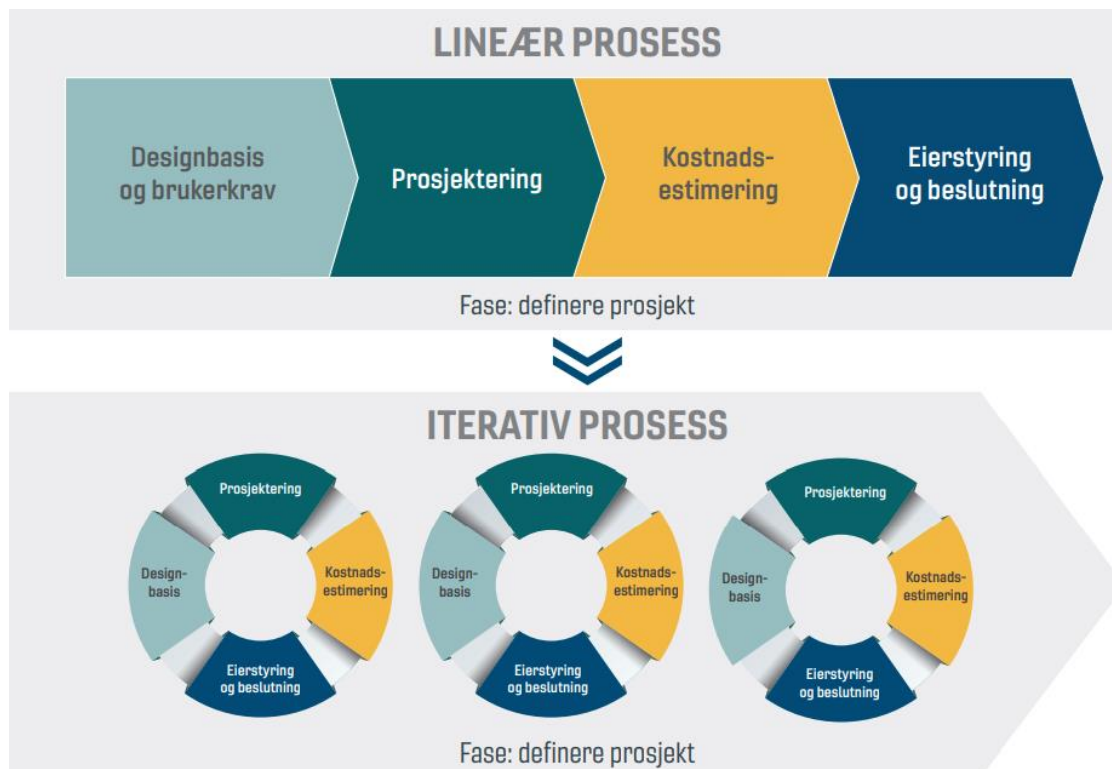 LINEÆR PROSESS
Designbasis
og brukerkrav
Prosjektering
Kostnads-
estimering
Eierstyring
og beslutning
Fase: definere prosjekt
ITERATIV PROSESS
Prosjektering
Design-
basis
Kostnads-
estimering
Eierstyring
og beslutning
Prosjektering
Design-
basis
Kostnads-
estimering
Eierstyring
og beslutning
Prosjektering
Design-
basis
Kostnads-
estimering
Eierstyring
og beslutning
Fase: definere prosjekt